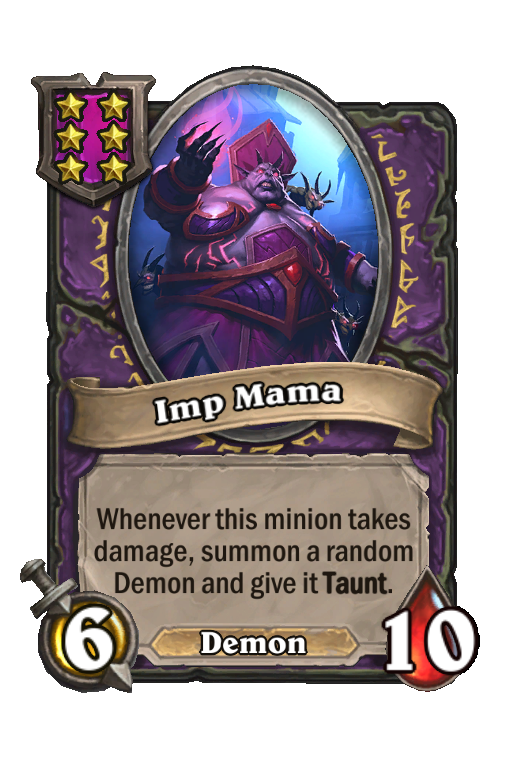 Imp Mama
Whenever this minion takes
damage, summon a random
Demon and give it Taunt.
6
Demon
10